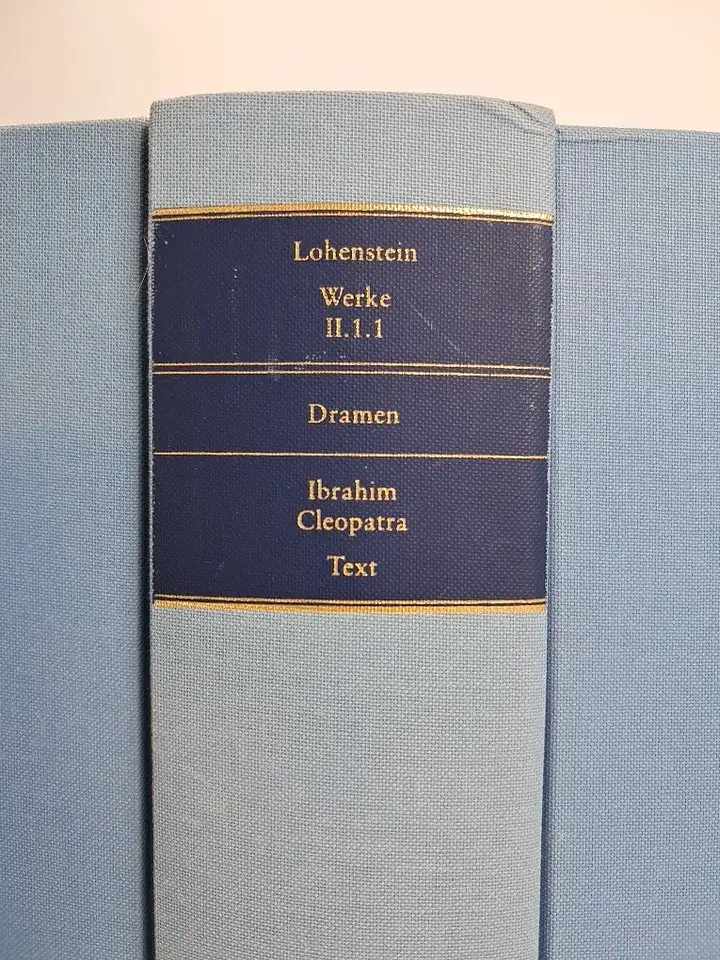 Lohenstein
Werke
II.1.1
Dramen
Ibrahim
Cleopatra
Text